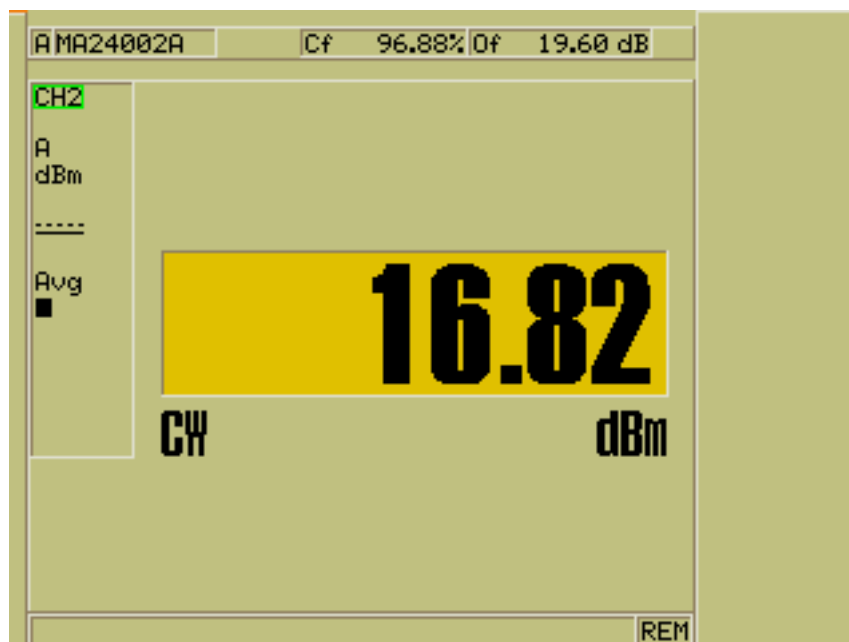 A MA24002A Cf 96.88% Of 19.60 dB
CH2
A
dBm
-----
Avg
16.82
CW dBm
REM